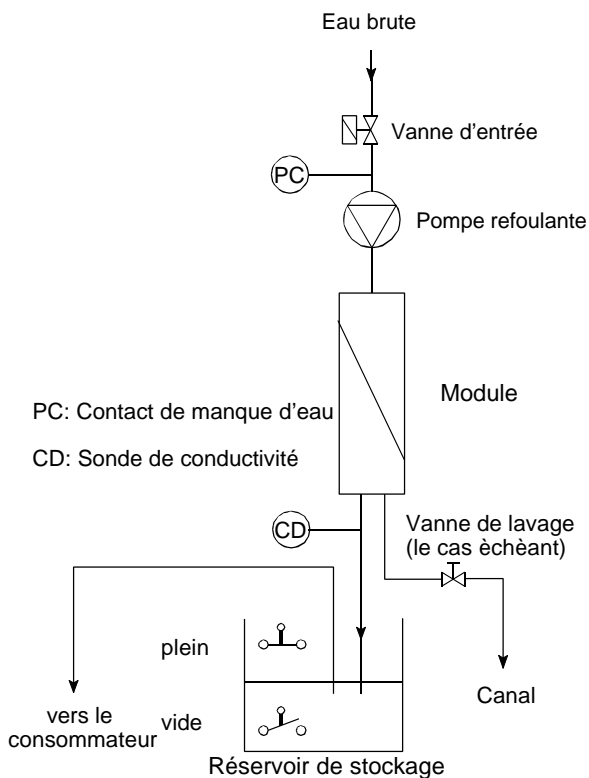 Eau brute
Vanne d'entrée
PC
Pompe refoulante
Module
PC: Contact de manque d'eau
CD: Sonde de conductivité
CD
Vanne de lavage
(le cas èchèant)
plein
Canal
vers le
consommateur
vide
Réservoir de stockage